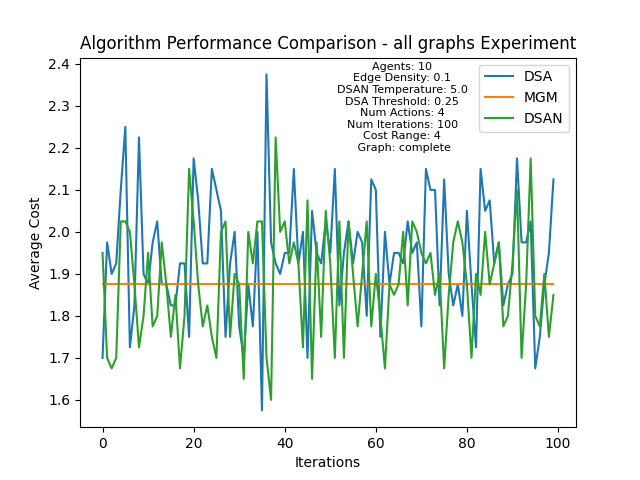 Algorithm Performance Comparison - all graphs Experiment
Agents: 10
Edge Density: 0.1
DSAN Temperature: 5.0
DSA Threshold: 0.25
Num Actions: 4
Num Iterations: 100
Cost Range: 4
Graph: complete
DSA
MGM
DSAN
Average Cost
2.4
2.3
2.2
2.1
2.0
1.9
1.8
1.7
1.6
0
20
40
60
80
100
Iterations